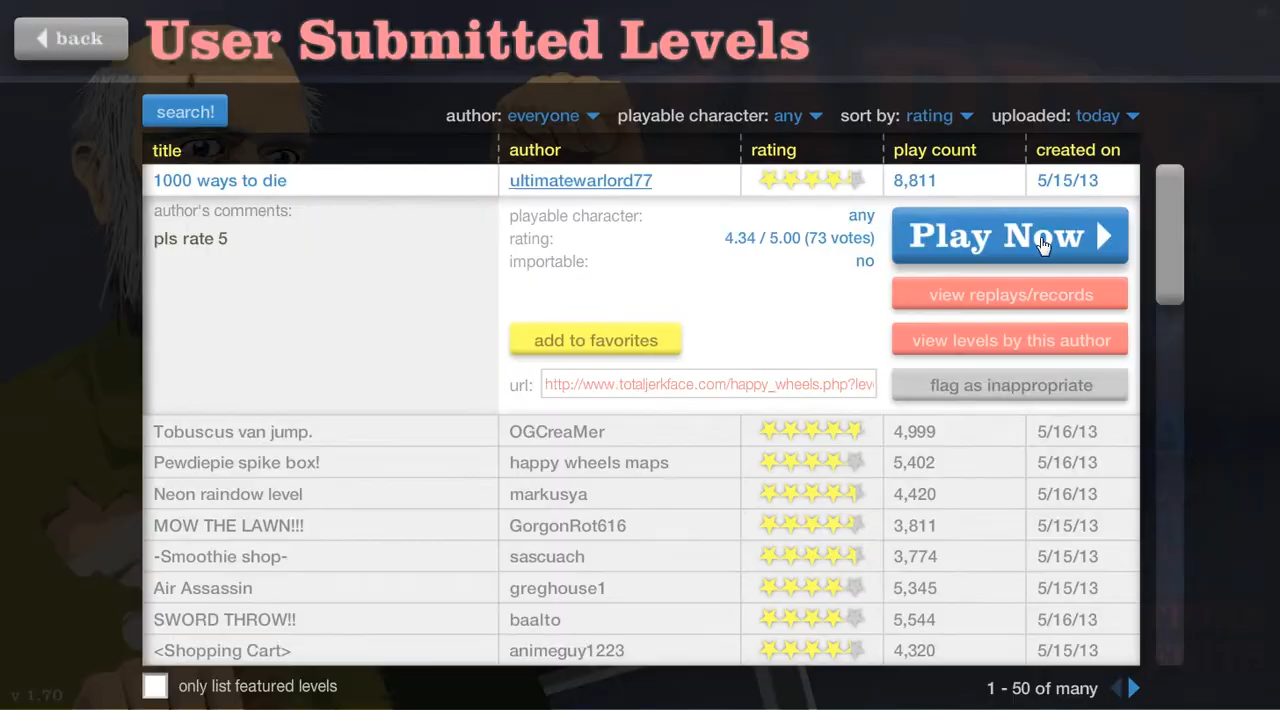 back
User Submitted Levels
search!
author: everyone playable character: any sort by: rating uploaded: today
title author rating play count created on
1000 ways to die ultimatewarlord77 8,811 5/15/13
author's comments:
pls rate 5
playable character: any
rating: 4.34 / 5.00 (73 votes)
importable: no
Play Now
view replays/records
add to favorites
view levels by this author
url: http://www.totaljerkface.com/happy_wheels.php?lev
flag as inappropriate
Tobuscus van jump. OGCreaMer 4,999 5/16/13
Pewdiepie spike box! happy wheels maps 5,402 5/16/13
Neon raindow level markusya 4,420 5/16/13
MOW THE LAWN!!! GorgonRot616 3,811 5/15/13
-Smoothie shop- sascuach 3,774 5/15/13
Air Assassin greghouse1 5,345 5/15/13
SWORD THROW!! baalto 5,544 5/16/13
<Shopping Cart> animeguy1223 4,320 5/15/13
only list featured levels
1 - 50 of many
v 1.70